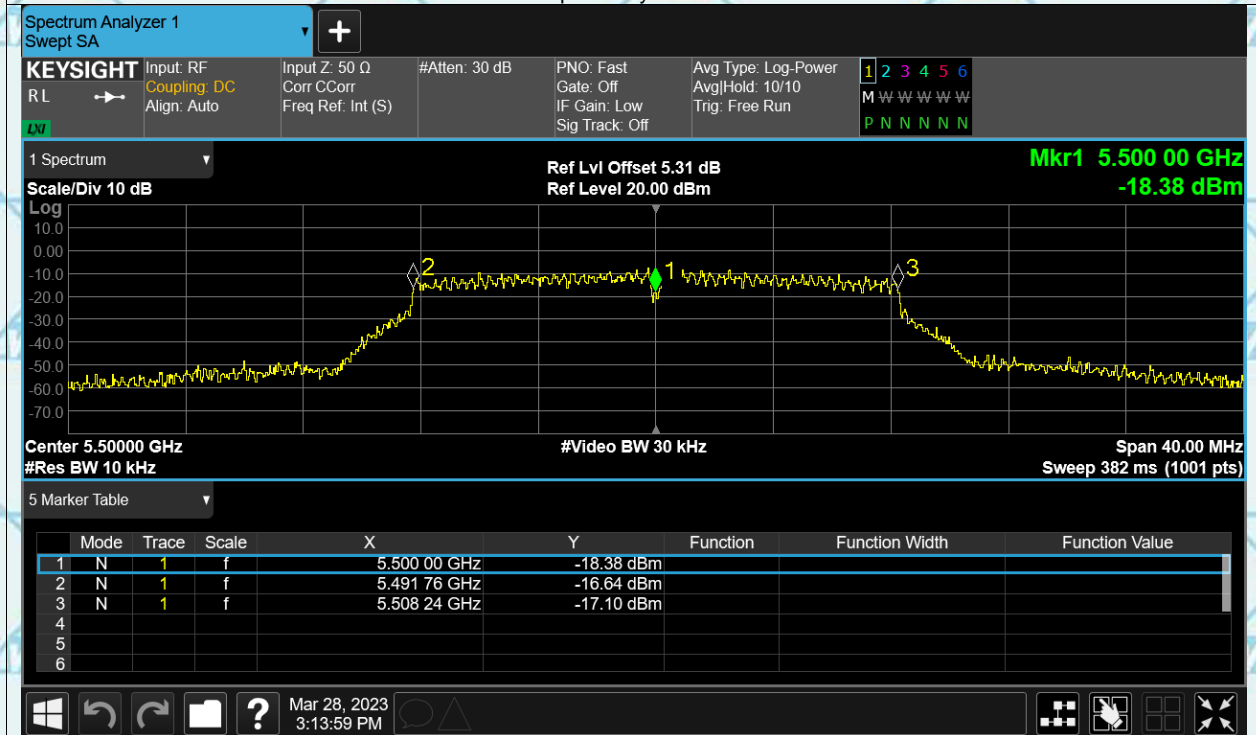 Spectrum Analyzer 1
Swept SA
+
KEYSIGHT
RL
LXI
Input: RF
Coupling: DC
Align: Auto
Input Z: 50 Ω
Corr CCorr
Freq Ref: Int (S)
#Atten: 30 dB
PNO: Fast
Gate: Off
IF Gain: Low
Sig Track: Off
Avg Type: Log-Power
Avg|Hold: 10/10
Trig: Free Run
1 2 3 4 5 6
M W W W W W
P N N N N N
1 Spectrum
Scale/Div 10 dB
Ref Lvl Offset 5.31 dB
Ref Level 20.00 dBm
Mkr1 5.500 00 GHz
-18.38 dBm
Log
10.0
0.00
-10.0
-20.0
-30.0
-40.0
-50.0
-60.0
-70.0
2
1
3
Center 5.50000 GHz
#Video BW 30 kHz
Span 40.00 MHz
#Res BW 10 kHz
Sweep 382 ms (1001 pts)
5 Marker Table
Mode Trace Scale X Y Function Function Width Function Value
1 N 1 f 5.500 00 GHz -18.38 dBm
2 N 1 f 5.491 76 GHz -16.64 dBm
3 N 1 f 5.508 24 GHz -17.10 dBm
4
5
6
?
Mar 28, 2023
3:13:59 PM